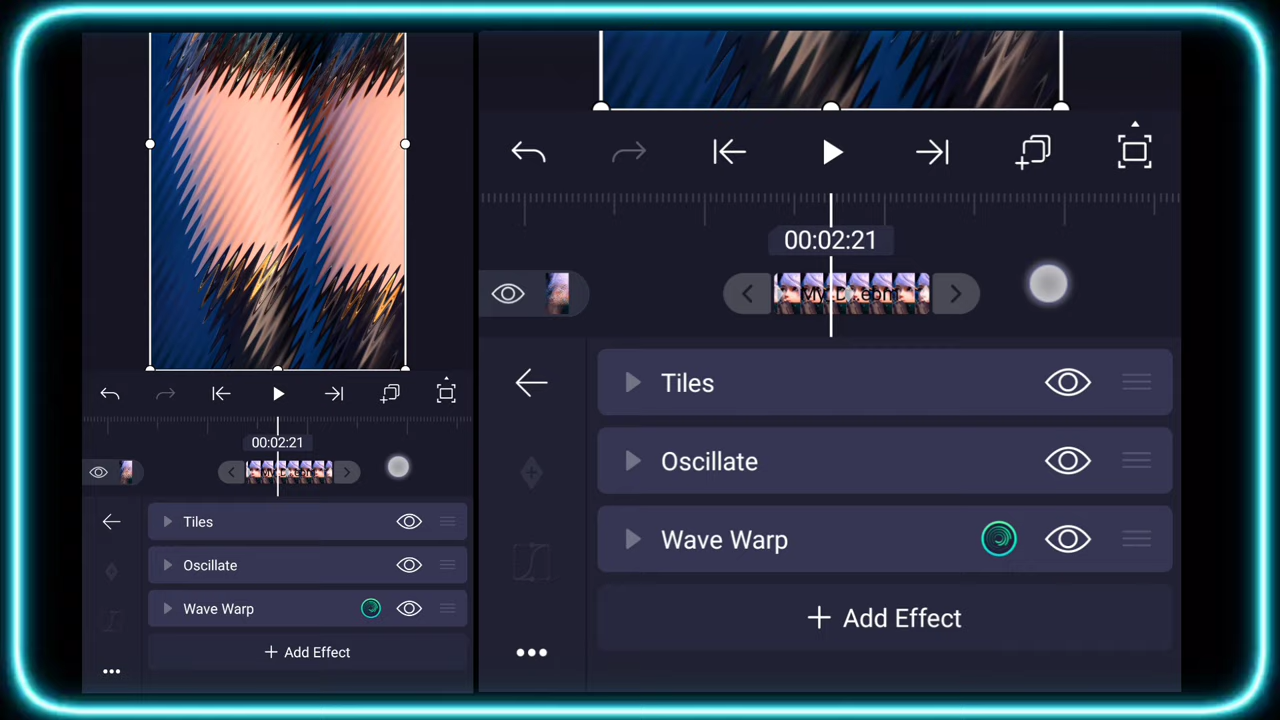 00:02:21
Tiles
Oscillate
Wave Warp
+ Add Effect
00:02:21
Tiles
Oscillate
Wave Warp
+ Add Effect